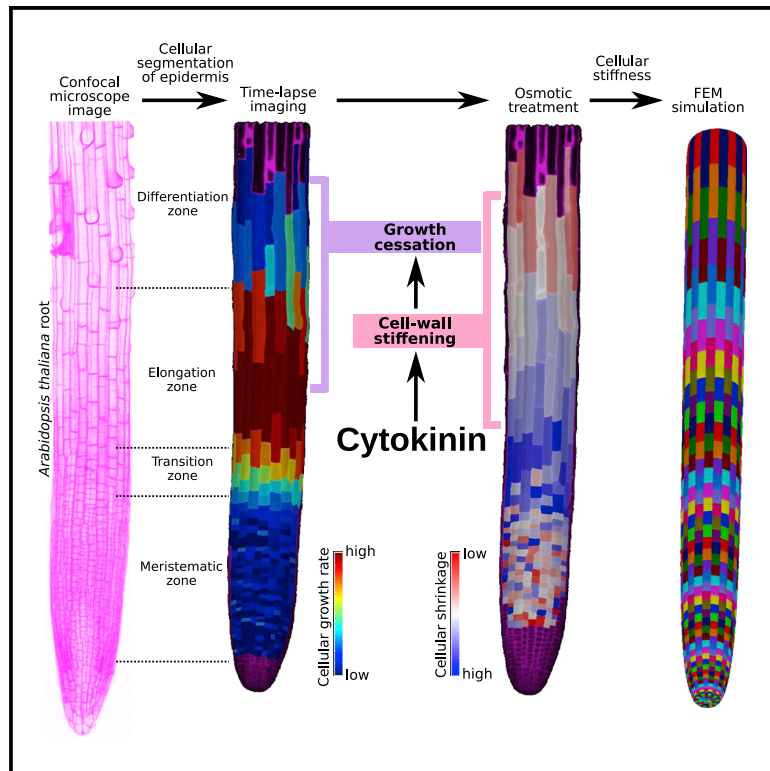 Confocal
microscope
image
Cellular
segmentation
of epidermis
Time-lapse
imaging
Osmotic
treatment
Cellular
stiffness
FEM
simulation
Arabidopsis thaliana root
Differentiation
zone
Elongation
zone
Transition
zone
Meristematic
zone
Growth
cessation
Cell-wall
stiffening
Cytokinin
high
Cellular growth rate
low
low
Cellular shrinkage
high